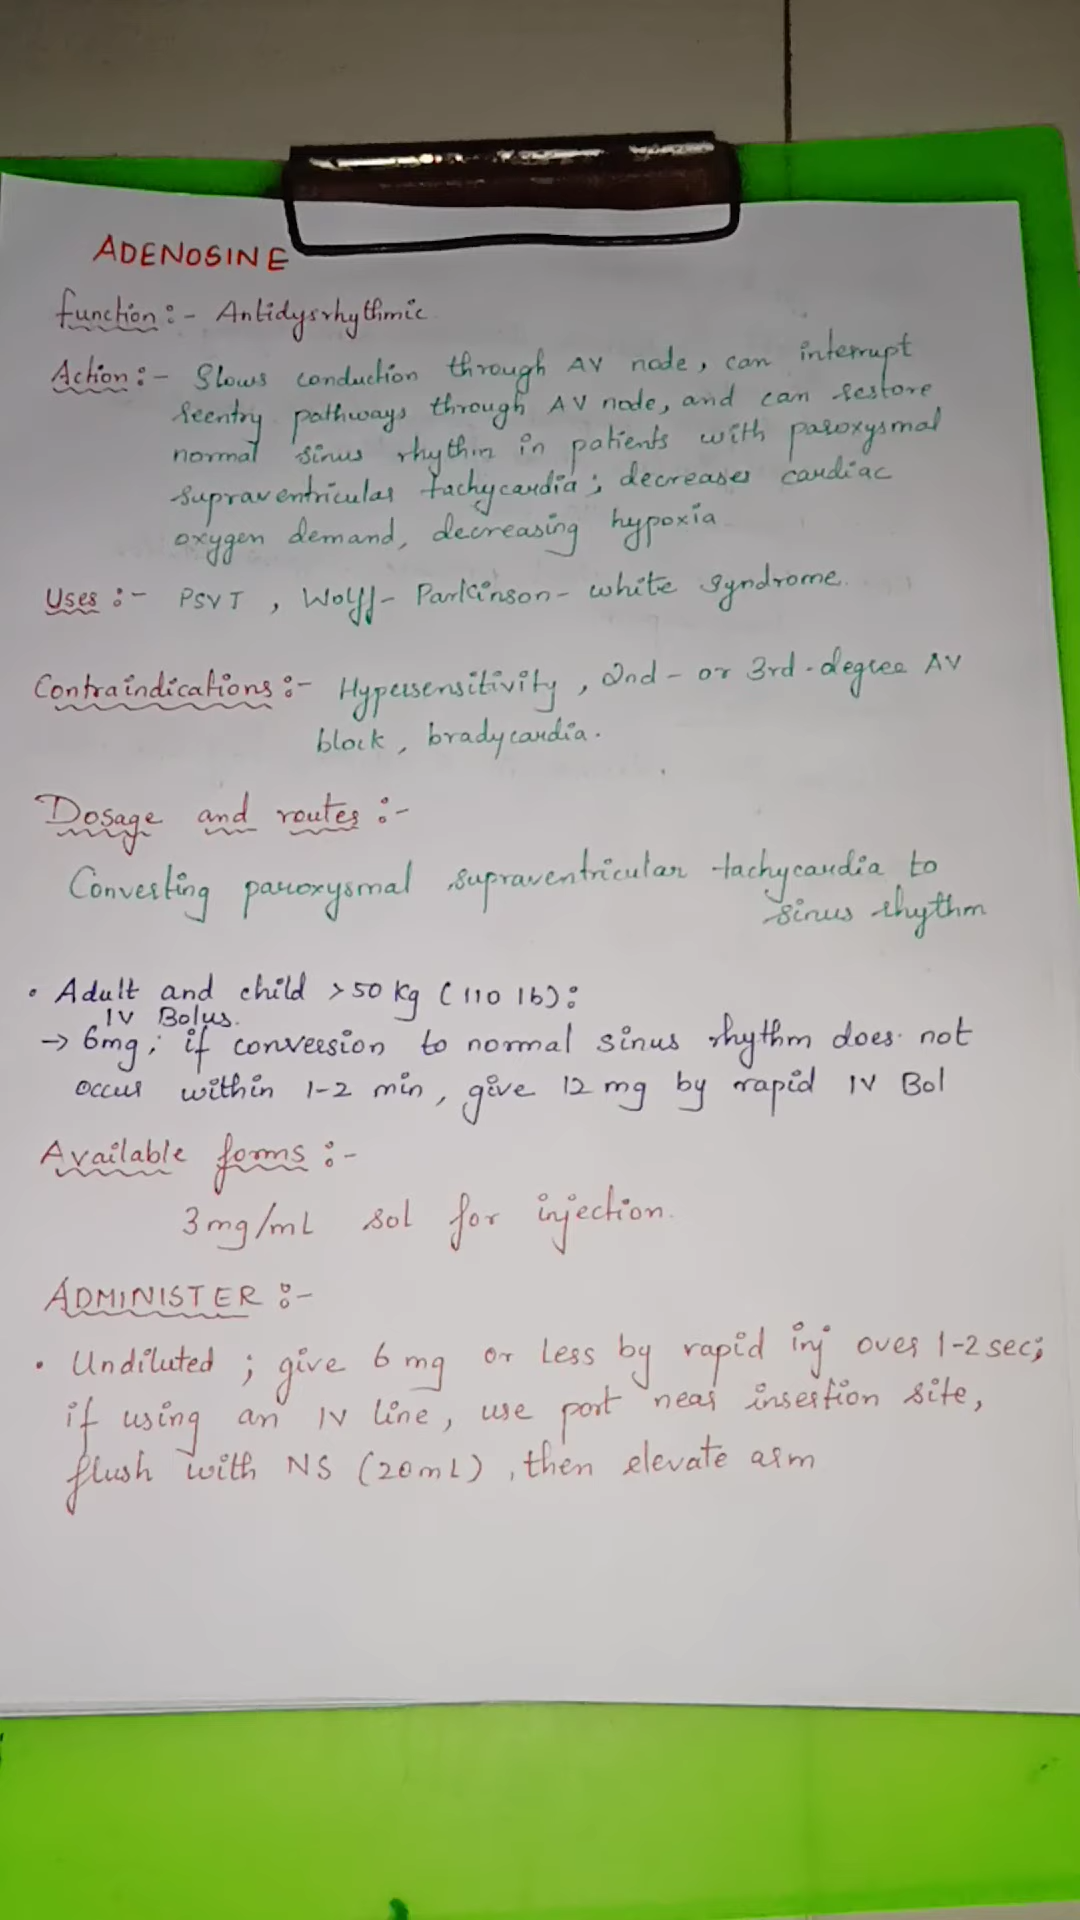 ADENOSINE
function:- Antidysrhythmic
Action:- Slows conduction through AV node, can interrupt
reentry pathways through AV node, and can restore
normal sinus rhythm in patients with paroxysmal
supraventricular tachycardia; decreases cardiac
oxygen demand, decreasing hypoxia
Uses:- PSVT, Wolff-Parkinson-white syndrome.
Contraindications:- Hypersensitivity, 2nd- or 3rd-degree AV
block, bradycardia.
Dosage and routes:-
Converting paroxysmal supraventricular tachycardia to
sinus rhythm
• Adult and child >50 kg (110 lb):
IV Bolus.
→ 6mg; if conversion to normal sinus rhythm does not
occur within 1-2 min, give 12 mg by rapid IV Bol
Available forms:-
3mg/mL sol for injection.
ADMINISTER:-
• Undiluted; give 6 mg or less by rapid inj over 1-2 sec;
if using an IV line, use port near insertion site,
flush with NS (20mL), then elevate arm